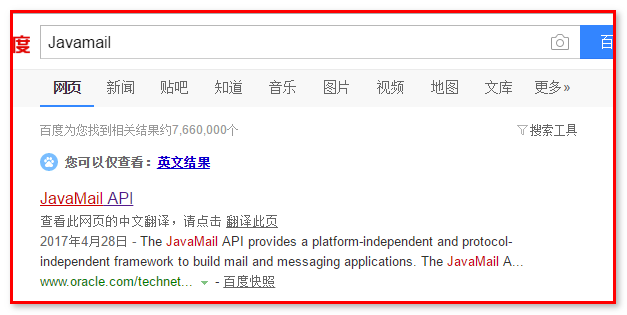 度 Javamail 百
网页 新闻 贴吧 知道 音乐 图片 视频 地图 文库 更多»
百度为您找到相关结果约7,660,000个 搜索工具
您可以仅查看：英文结果
JavaMail API
查看此网页的中文翻译，请点击 翻译此页
2017年4月28日 - The JavaMail API provides a platform-independent and protocol-
independent framework to build mail and messaging applications. The JavaMail A...
www.oracle.com/technet... - 百度快照